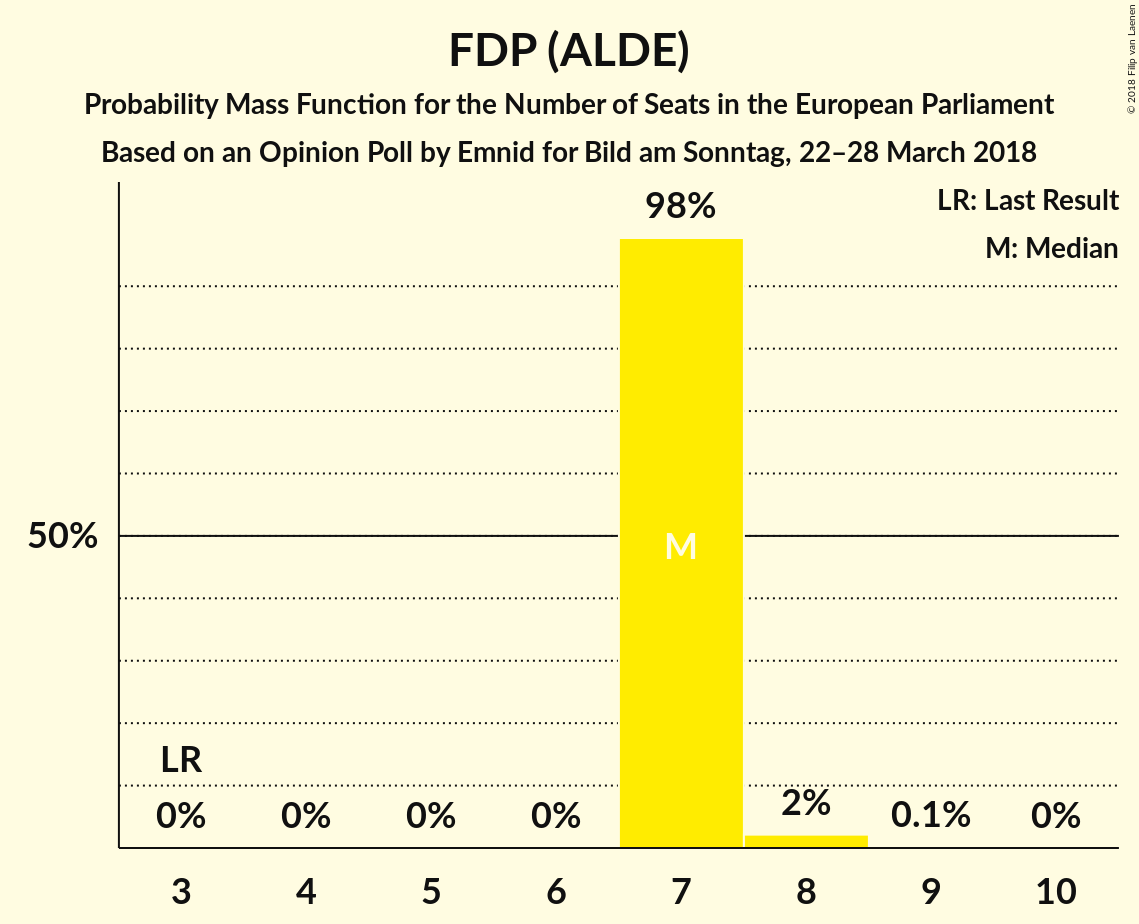 FDP (ALDE)
Probability Mass Function for the Number of Seats in the European Parliament
Based on an Opinion Poll by Emnid for Bild am Sonntag, 22–28 March 2018
© 2018 Filip van Laenen
LR: Last Result
M: Median
98%
50%
M
LR
0% 0% 0% 0% 2% 0.1% 0%
3 4 5 6 7 8 9 10